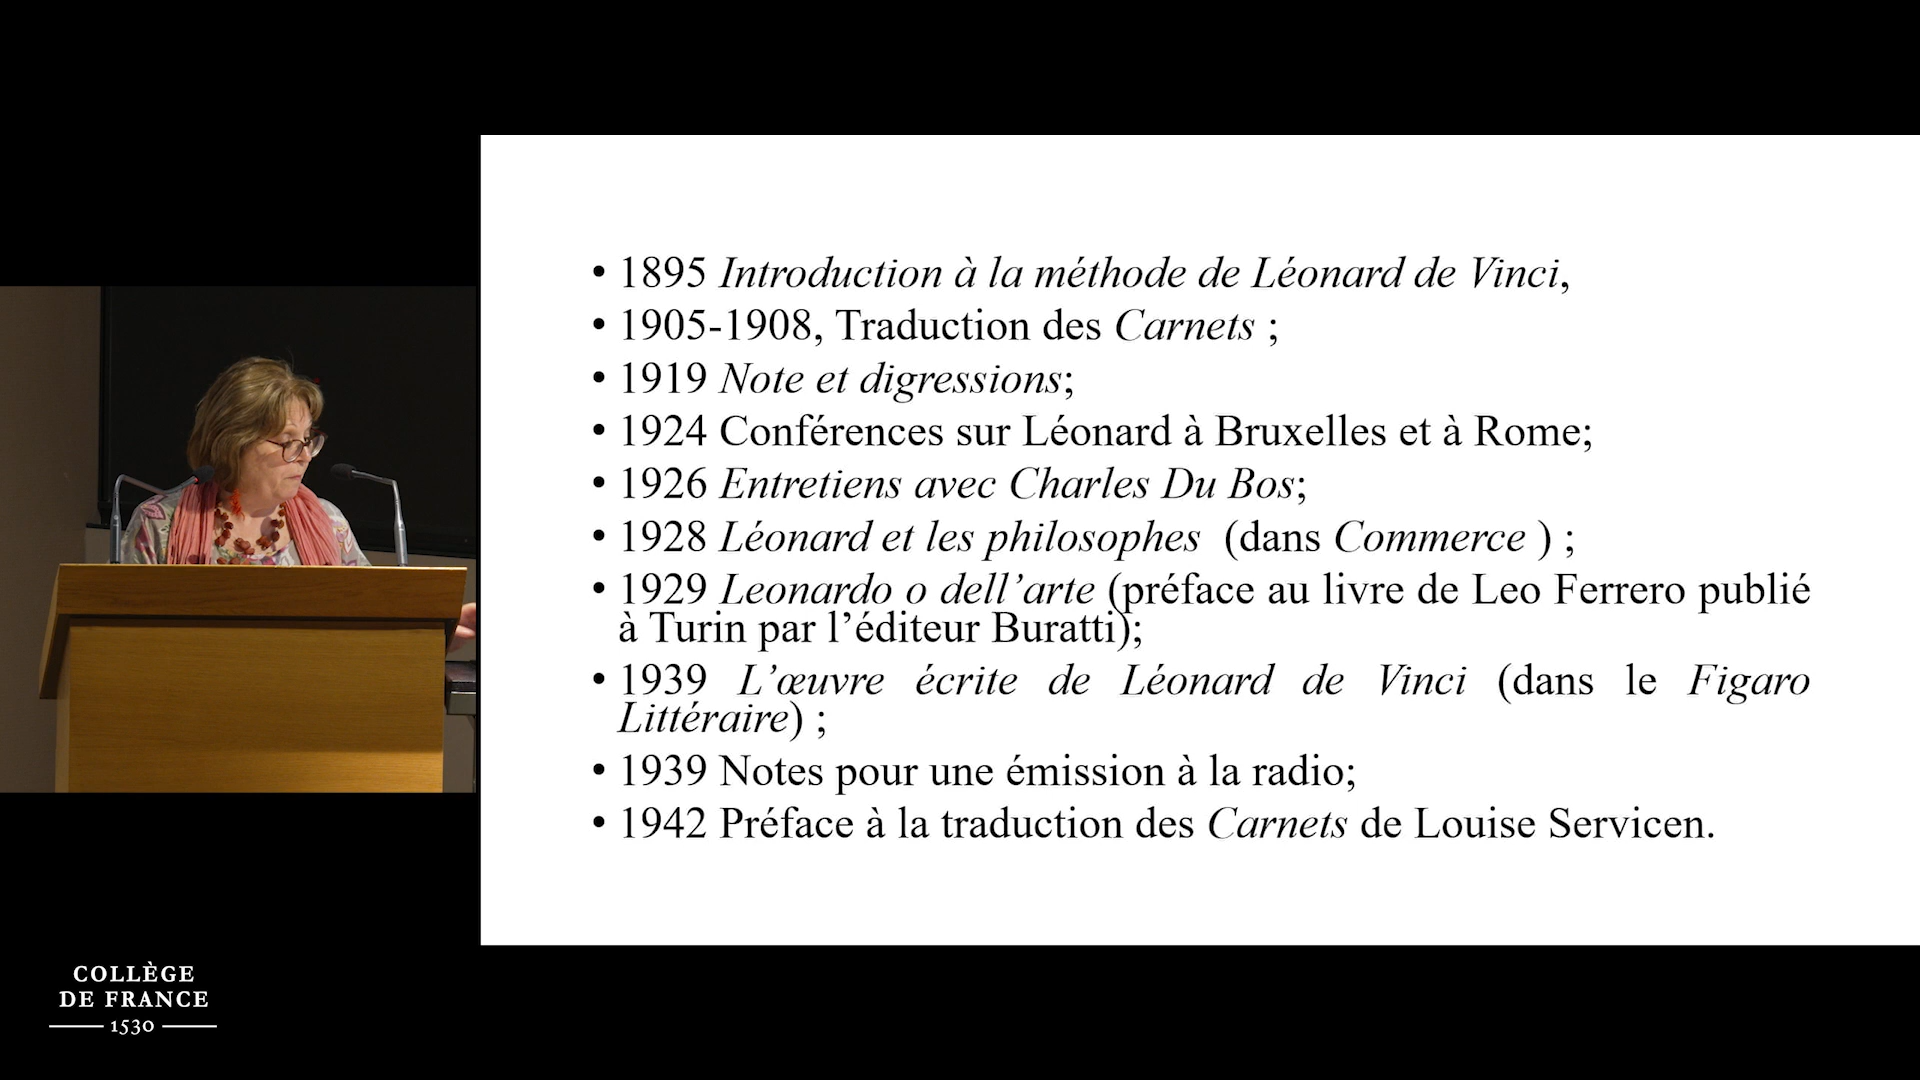 • 1895 Introduction à la méthode de Léonard de Vinci,
• 1905-1908, Traduction des Carnets ;
• 1919 Note et digressions;
• 1924 Conférences sur Léonard à Bruxelles et à Rome;
• 1926 Entretiens avec Charles Du Bos;
• 1928 Léonard et les philosophes (dans Commerce ) ;
• 1929 Leonardo o dell’arte (préface au livre de Leo Ferrero publié
à Turin par l’éditeur Buratti);
• 1939 L’œuvre écrite de Léonard de Vinci (dans le Figaro
Littéraire) ;
• 1939 Notes pour une émission à la radio;
• 1942 Préface à la traduction des Carnets de Louise Servicen.
COLLÈGE
DE FRANCE
1530